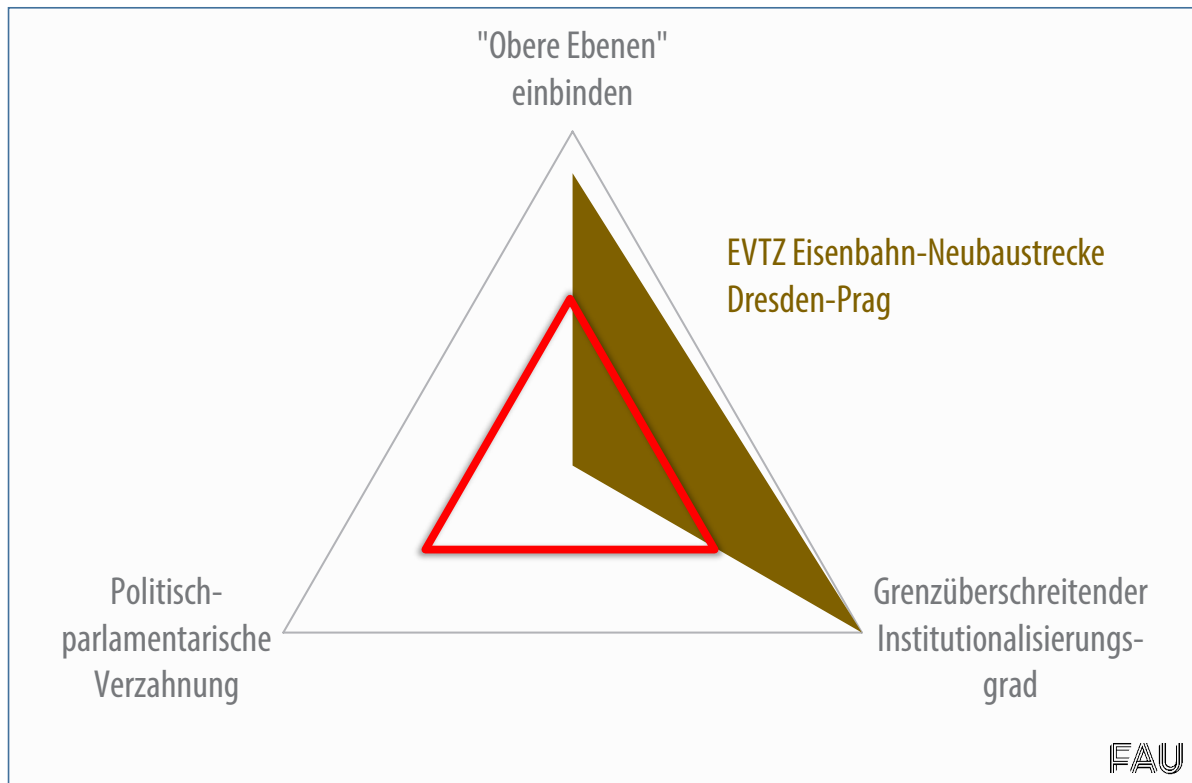 "Obere Ebenen"
einbinden
EVTZ Eisenbahn-Neubaustrecke
Dresden-Prag
Politisch-
parlamentarische
Verzahnung
Grenzüberschreitender
Institutionalisierungs-
grad
FAU